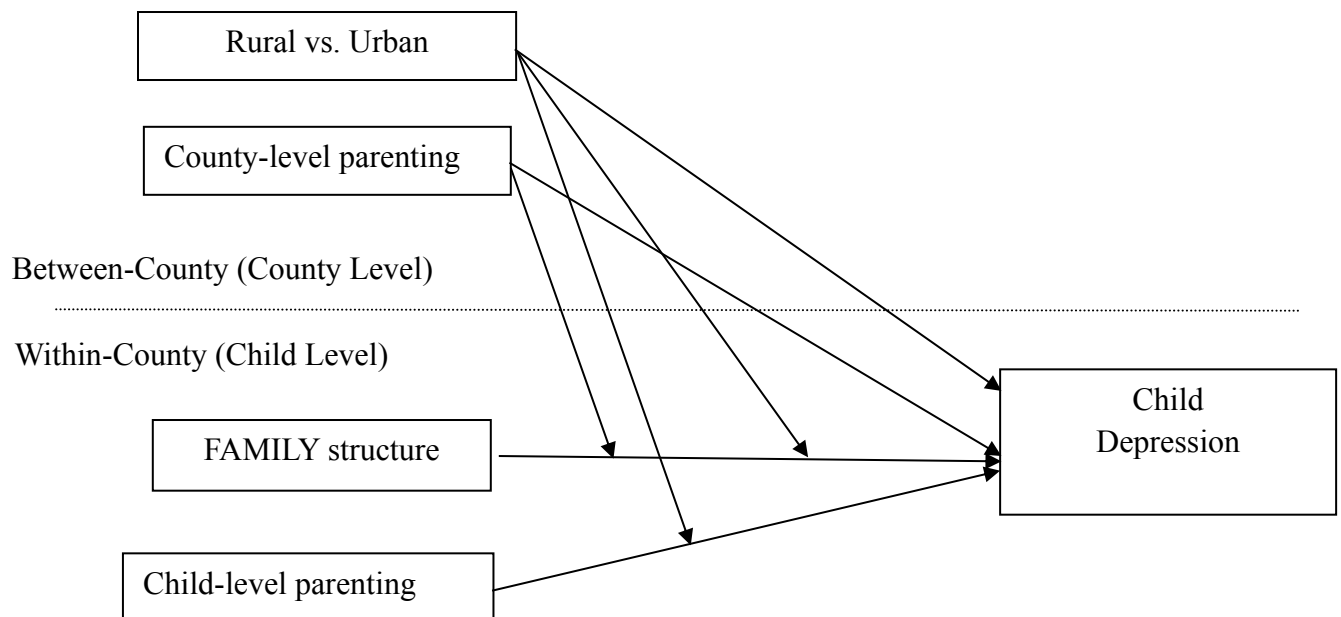 Rural vs. Urban
County-level parenting
Between-County (County Level)
Within-County (Child Level)
Child
Depression
FAMILY structure
Child-level parenting